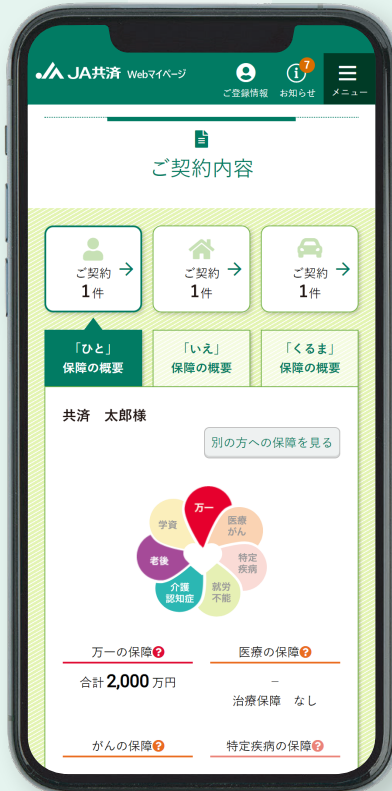 JA共済 Webマイページ
7
ご登録情報 お知らせ メニュー
ご契約内容
ご契約 ご契約 ご契約
1件 1件 1件
「ひと」 「いえ」 「くるま」
保障の概要 保障の概要 保障の概要
共済 太郎様
別の方への保障を見る
万一
学資
医療
がん
老後
特定
疾病
介護
認知症
就労
不能
万一の保障? 医療の保障?
合計2,000万円 –
治療保障 なし
がんの保障? 特定疾病の保障?